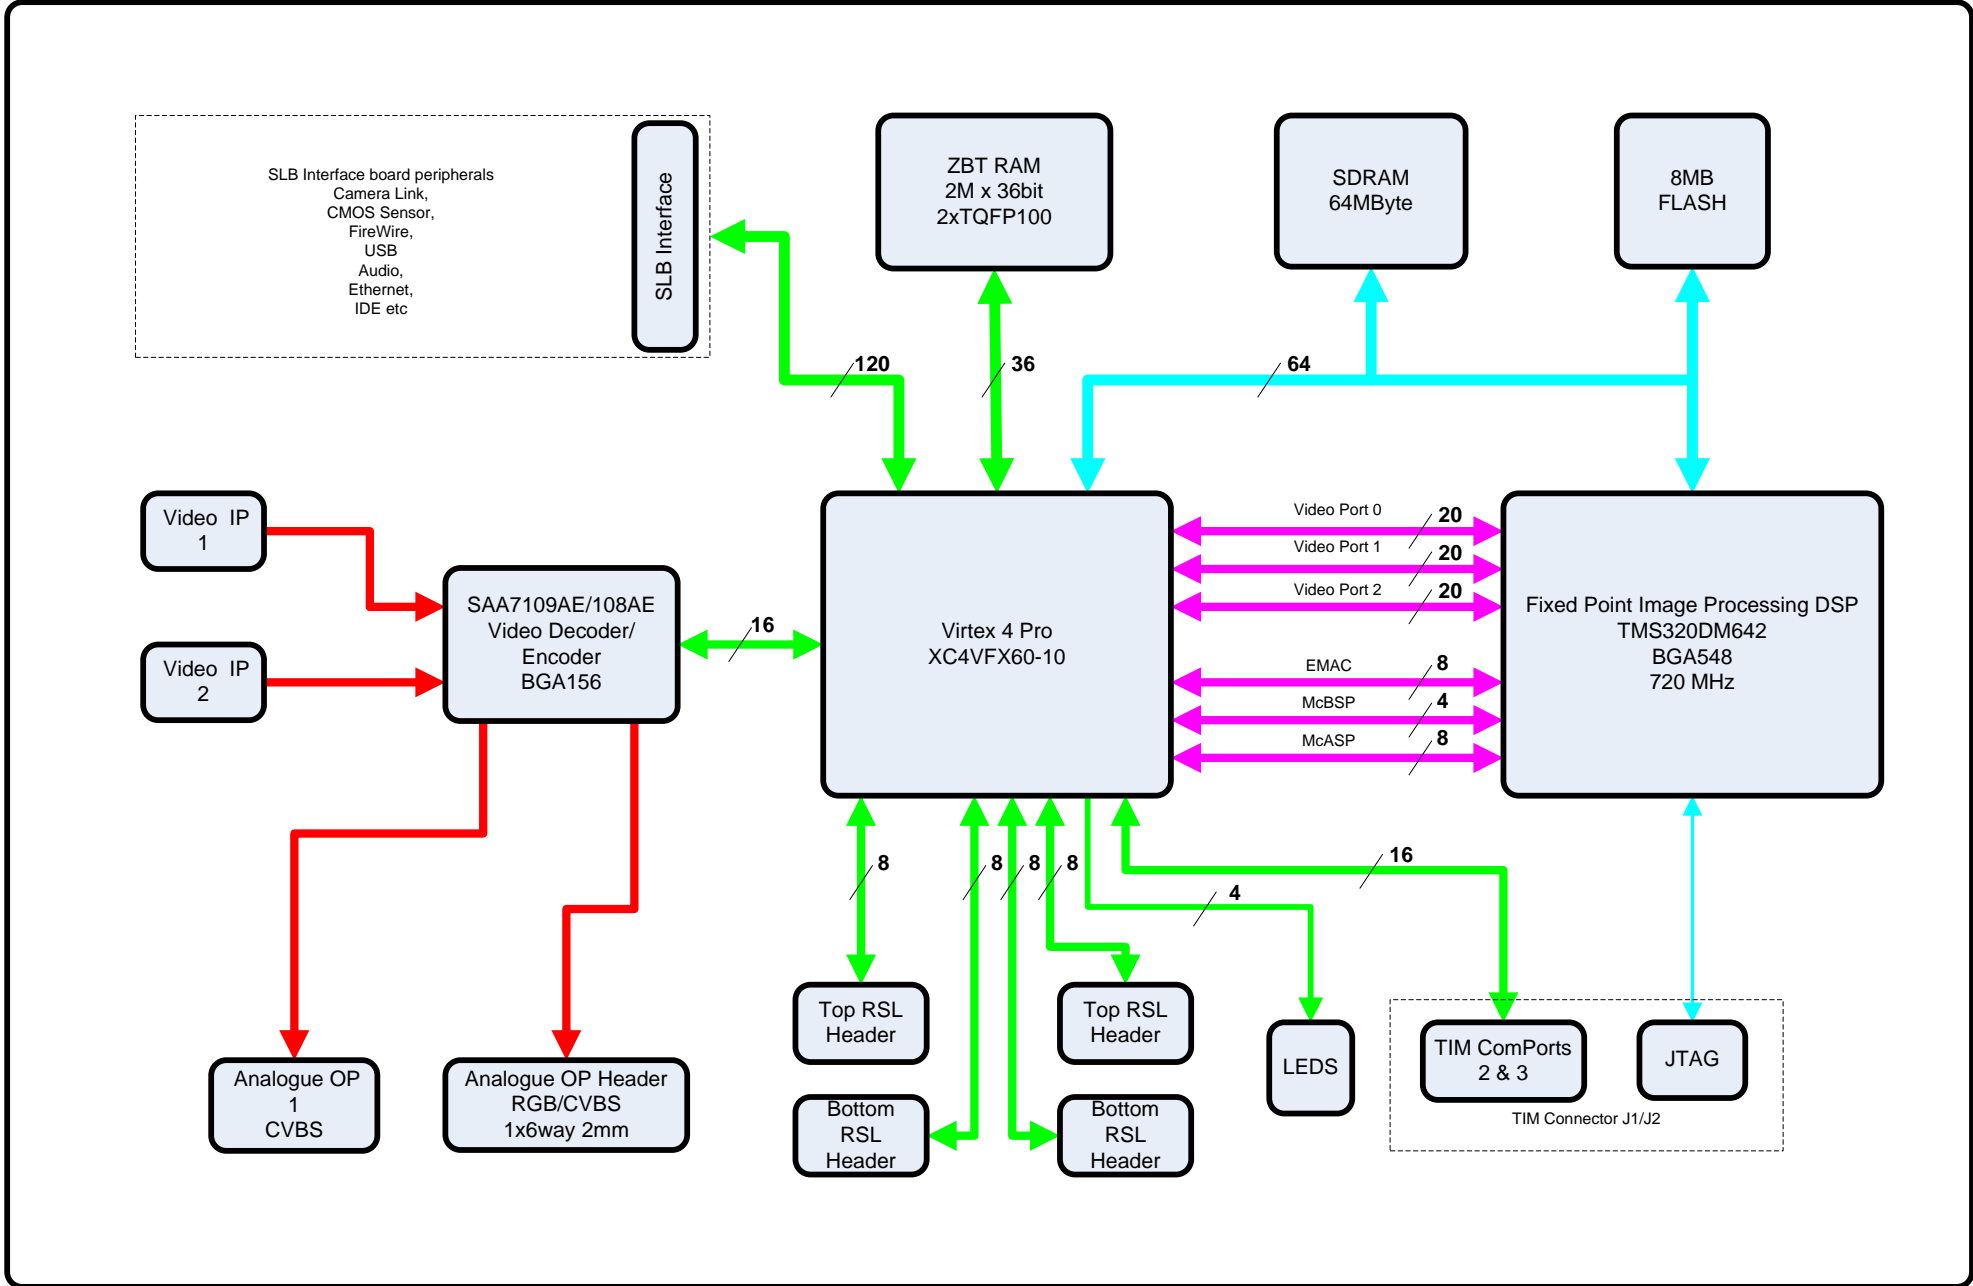 SLB Interface board peripherals
Camera Link,
CMOS Sensor,
FireWire,
USB
Audio,
Ethernet,
IDE etc
SLB Interface
ZBT RAM
2M x 36bit
2xTQFP100
SDRAM
64MByte
8MB
FLASH
120
36
64
Video IP
1
Video IP
2
SAA7109AE/108AE
Video Decoder/
Encoder
BGA156
16
Virtex 4 Pro
XC4VFX60-10
Video Port 0
20
Video Port 1
20
Video Port 2
20
EMAC
8
McBSP
4
McASP
8
Fixed Point Image Processing DSP
TMS320DM642
BGA548
720 MHz
8
8
8
8
4
16
Analogue OP
1
CVBS
Analogue OP Header
RGB/CVBS
1x6way 2mm
Top RSL
Header
Top RSL
Header
Bottom
RSL
Header
Bottom
RSL
Header
LEDS
TIM ComPorts
2 & 3
JTAG
TIM Connector J1/J2